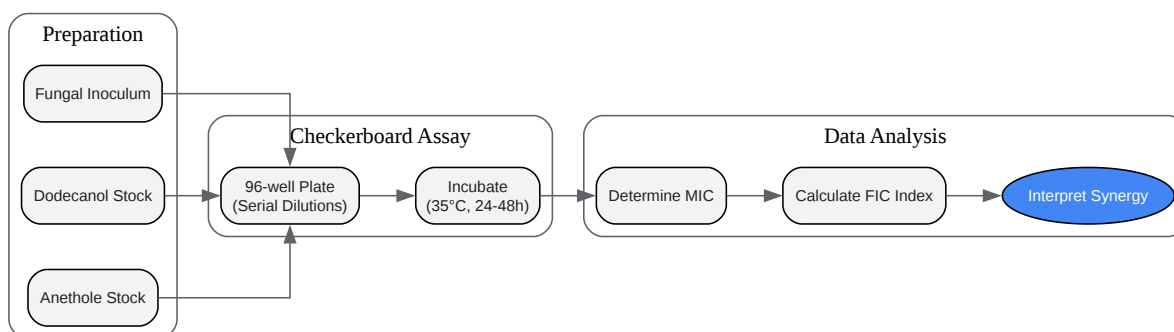 Preparation
Fungal Inoculum
Dodecanol Stock
Anethole Stock
Checkerboard Assay
96-well Plate
(Serial Dilutions)
Incubate
(35°C, 24-48h)
Data Analysis
Determine MIC
Calculate FIC Index
Interpret Synergy